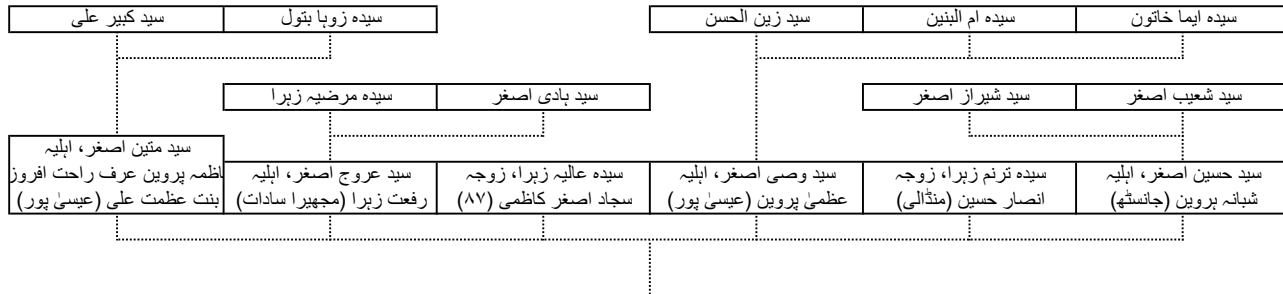 سیدہ ایما خاتون
سیدہ ام البنین
سید زین الحسن
سیدہ زوہا بتول
سید کبیر علی
سید شعیب اصغر
سید شیراز اصغر
سید ہادی اصغر
سیدہ مرضیہ زہرا
سید حسین اصغر، اہلیہ
شبانہ ہروین (جانسٹھ)
سیدہ ترنم زہرا، زوجہ
انصار حسین (منڈالی)
سید وصی اصغر، اہلیہ
عظمیٰ پروین (عیسیٰ پور)
سیدہ عالیہ زہرا، زوجہ
سجاد اصغر کاظمی (۸۷)
سید عروج اصغر، اہلیہ
رفعت زہرا (مجھیرا سادات)
سید متین اصغر، اہلیہ
ناظمہ پروین عرف راحت افروز
بنت عظمت علی (عیسیٰ پور)